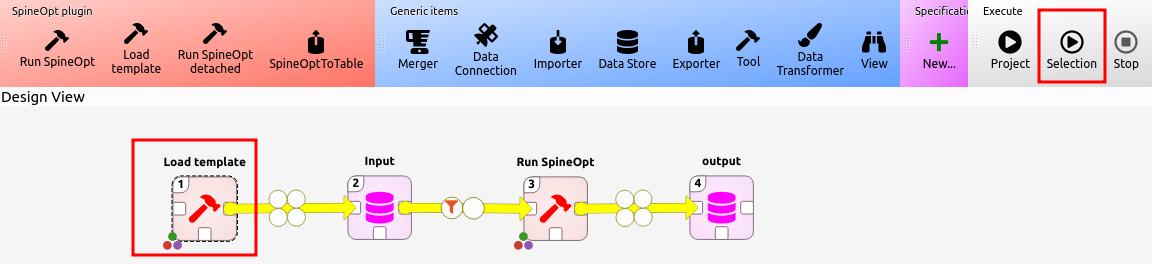 SpineOpt plugin
Generic items
Specificatio
Execute
Run SpineOpt
Load template
Run SpineOpt detached
SpineOptToTable
Merger
Data Connection
Importer
Data Store
Exporter
Tool
Data Transformer
View
New...
Project
Selection
Stop
Design View
Load template
Input
Run SpineOpt
output
1
2
3
4